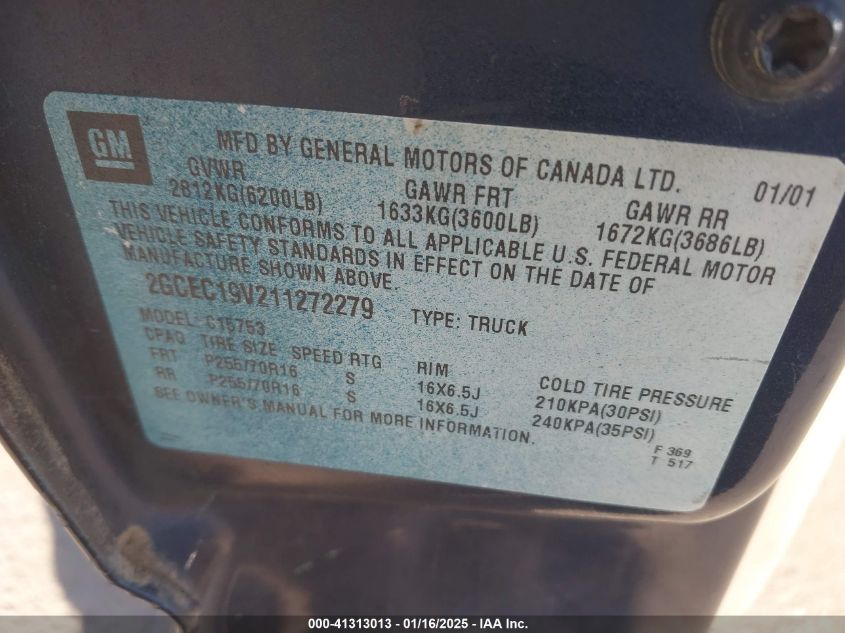 GM
MFD BY GENERAL MOTORS OF CANADA LTD. 01/01
GVWR GAWR FRT GAWR RR
2812KG(6200LB) 1633KG(3600LB) 1672KG(3686LB)
THIS VEHICLE CONFORMS TO ALL APPLICABLE U.S. FEDERAL MOTOR
VEHICLE SAFETY STANDARDS IN EFFECT ON THE DATE OF
MANUFACTURE SHOWN ABOVE.
2GCEC19V211272279 TYPE: TRUCK
MODEL: C15753
CPAQ TIRE SIZE SPEED RTG RIM COLD TIRE PRESSURE
FRT P255/70R16 S 16X6.5J 210KPA(30PSI)
RR P255/70R16 S 16X6.5J 240KPA(35PSI)
SEE OWNER'S MANUAL FOR MORE INFORMATION.
F 369
T 517
000-41313013 - 01/16/2025 - IAA Inc.